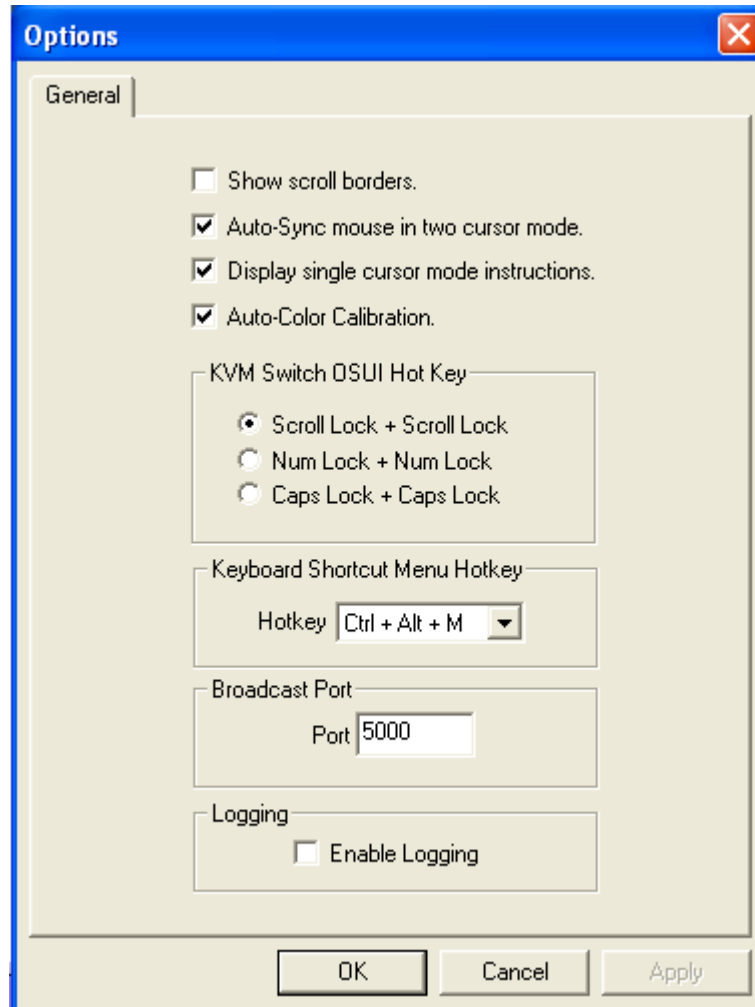 Options
General
Show scroll borders.
Auto-Sync mouse in two cursor mode.
Display single cursor mode instructions.
Auto-Color Calibration.
KVM Switch OSUI Hot Key
Scroll Lock + Scroll Lock
Num Lock + Num Lock
Caps Lock + Caps Lock
Keyboard Shortcut Menu Hotkey
Hotkey Ctrl + Alt + M
Broadcast Port
Port 5000
Logging
Enable Logging
OK Cancel Apply